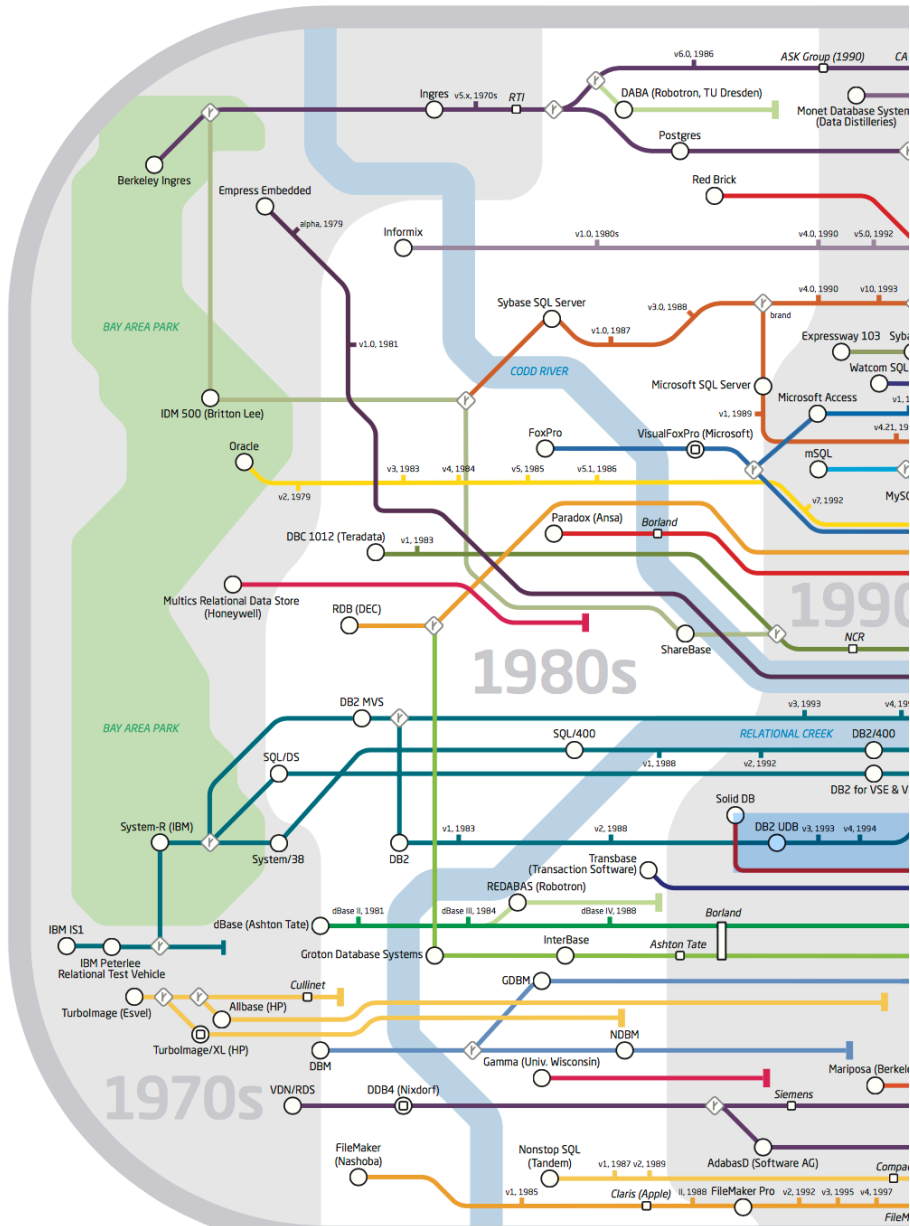 v6.0, 1986
ASK Group (1990)
CA
Ingres
v5.x, 1970s
RTI
DABA (Robotron, TU Dresden)
Monet Database System
(Data Distilleries)
Postgres
Berkeley Ingres
Empress Embedded
Red Brick
alpha, 1979
Informix
v1.0, 1980s
v4.0, 1990
v5.0, 1992
Sybase SQL Server
v3.0, 1988
v4.0, 1990
v10, 1993
brand
BAY AREA PARK
v1.0, 1987
v1.0, 1981
Expressway 103
Syba
CODD RIVER
Watcom SQL
Microsoft SQL Server
Microsoft Access
v1, 1
IDM 500 (Britton Lee)
v1, 1989
v4.21, 19
FoxPro
VisualFoxPro (Microsoft)
Oracle
mSQL
v3, 1983
v4, 1984
v5, 1985
v5.1, 1986
v2, 1979
v7, 1992
MySQ
Paradox (Ansa)
Borland
DBC 1012 (Teradata)
v1, 1983
Multics Relational Data Store
(Honeywell)
RDB (DEC)
1990
NCR
ShareBase
1980s
DB2 MVS
v3, 1993
v4, 199
BAY AREA PARK
SQL/400
RELATIONAL CREEK
DB2/400
SQL/DS
v1, 1988
v2, 1992
DB2 for VSE & V
Solid DB
System-R (IBM)
v1, 1983
v2, 1988
DB2 UDB
v3, 1993
v4, 1994
System/38
DB2
Transbase
(Transaction Software)
REDABAS (Robotron)
dBase II, 1981
dBase III, 1984
dBase IV, 1988
Borland
dBase (Ashton Tate)
IBM IS1
IBM Peterlee
Relational Test Vehicle
Groton Database Systems
InterBase
Ashton Tate
Cullinet
GDBM
TurboImage (Esvel)
Allbase (HP)
TurboImage/XL (HP)
DBM
NDBM
Gamma (Univ. Wisconsin)
Mariposa (Berkele
1970s
VDN/RDS
DDB4 (Nixdorf)
Siemens
FileMaker
(Nashoba)
Nonstop SQL
(Tandem)
v1, 1987
v2, 1989
AdabasD (Software AG)
Compac
v1, 1985
Claris (Apple)
II, 1988
FileMaker Pro
v2, 1992
v3, 1995
v4, 1997
FileM